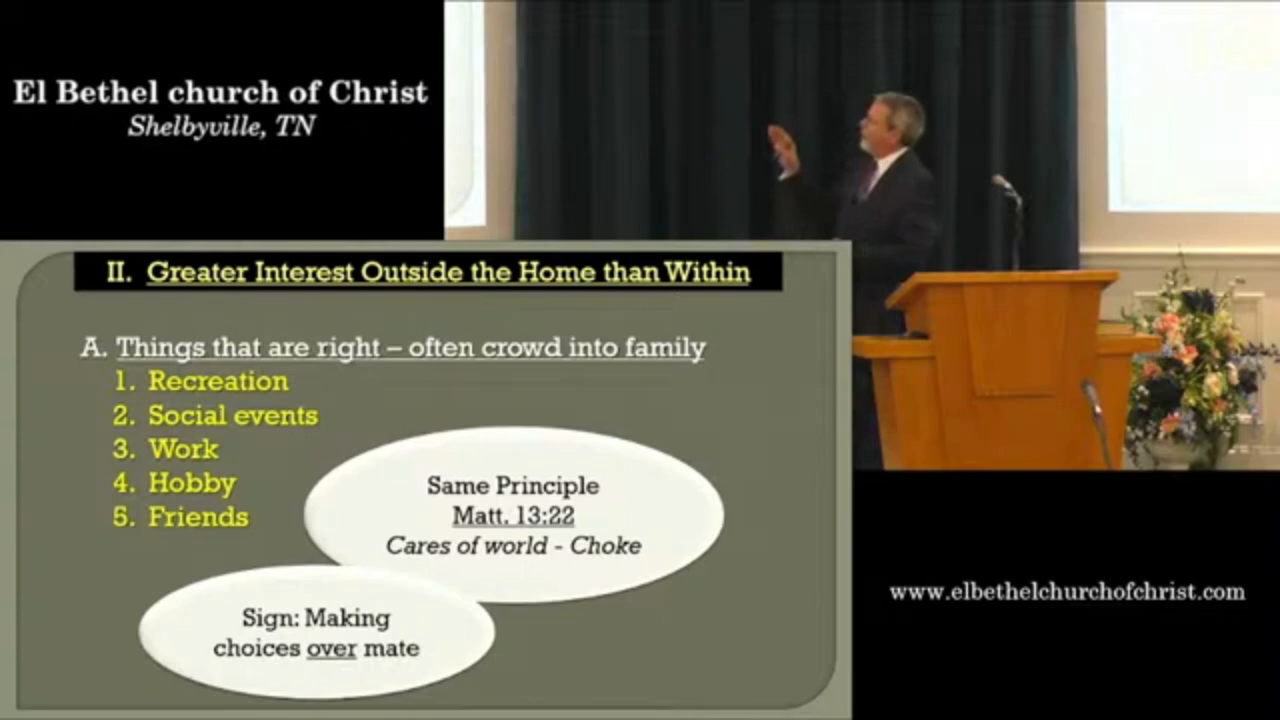 El Bethel church of Christ
Shelbyville, TN
II. Greater Interest Outside the Home than Within
A. Things that are right – often crowd into family
1. Recreation
2. Social events
3. Work
4. Hobby
5. Friends
Same Principle
Matt. 13:22
Cares of world - Choke
Sign: Making
choices over mate
www.elbethelchurchofchrist.com